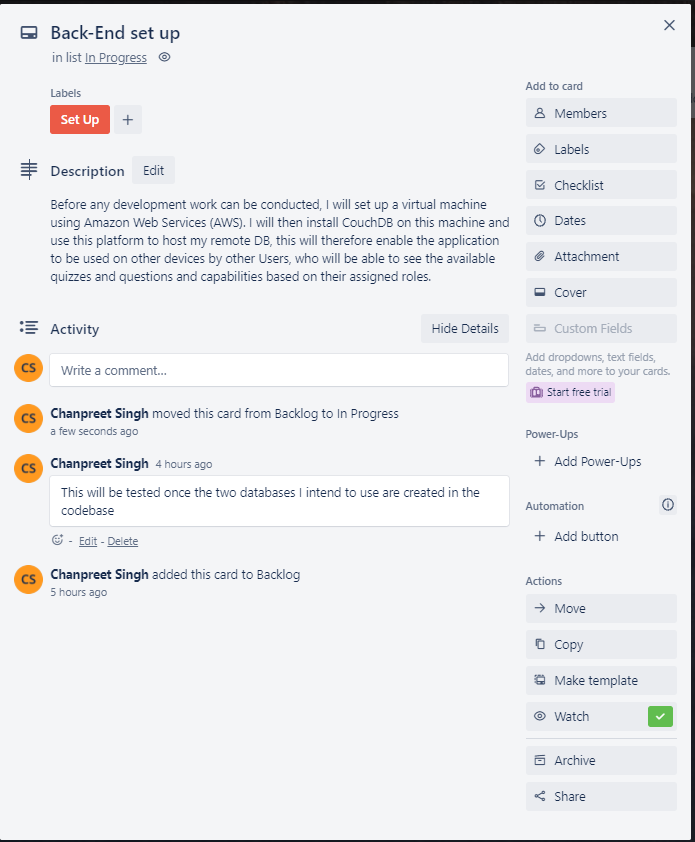 Back-End set up
in list In Progress
Labels
Set Up
Description Edit
Before any development work can be conducted, I will set up a virtual machine
using Amazon Web Services (AWS). I will then install CouchDB on this machine and
use this platform to host my remote DB, this will therefore enable the application
to be used on other devices by other Users, who will be able to see the available
quizzes and questions and capabilities based on their assigned roles.
Activity Hide Details
CS Write a comment...
CS Chanpreet Singh moved this card from Backlog to In Progress
a few seconds ago
CS Chanpreet Singh 4 hours ago
This will be tested once the two databases I intend to use are created in the
codebase
- Edit - Delete
CS Chanpreet Singh added this card to Backlog
5 hours ago
Add to card
Members
Labels
Checklist
Dates
Attachment
Cover
Custom Fields
Add dropdowns, text fields,
dates, and more to your cards.
Start free trial
Power-Ups
+ Add Power-Ups
Automation
+ Add button
Actions
Move
Copy
Make template
Watch
Archive
Share